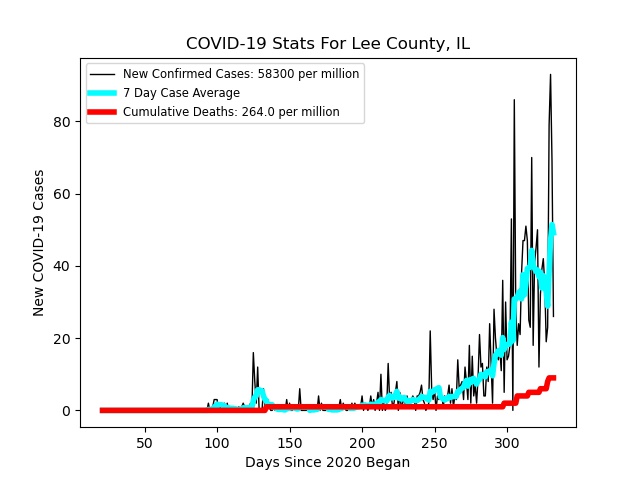 COVID-19 Stats For Lee County, IL
New Confirmed Cases: 58300 per million
7 Day Case Average
Cumulative Deaths: 264.0 per million
New COVID-19 Cases
80
60
40
20
0
50 100 150 200 250 300
Days Since 2020 Began